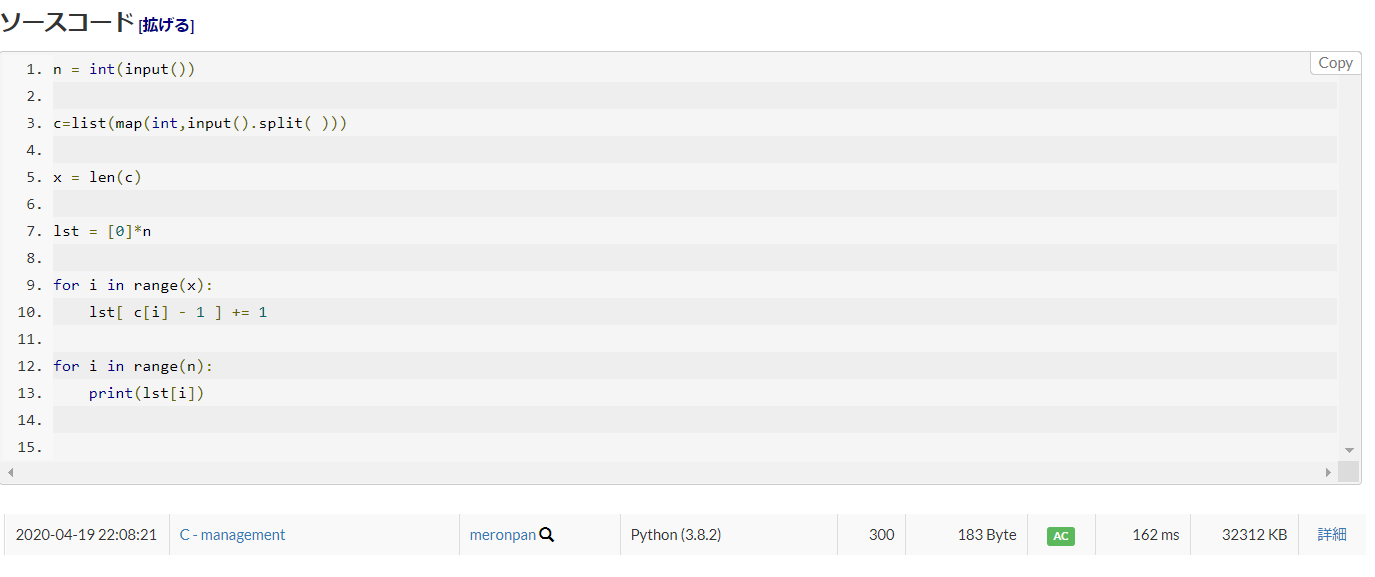 ソースコード [拡げる]
Copy
1. n = int(input())
2.
3. c=list(map(int,input().split( )))
4.
5. x = len(c)
6.
7. lst = [0]*n
8.
9. for i in range(x):
10.     lst[ c[i] - 1 ] += 1
11.
12. for i in range(n):
13.     print(lst[i])
14.
15.
2020-04-19 22:08:21 C - management meronpan Python (3.8.2) 300 183 Byte AC 162 ms 32312 KB 詳細